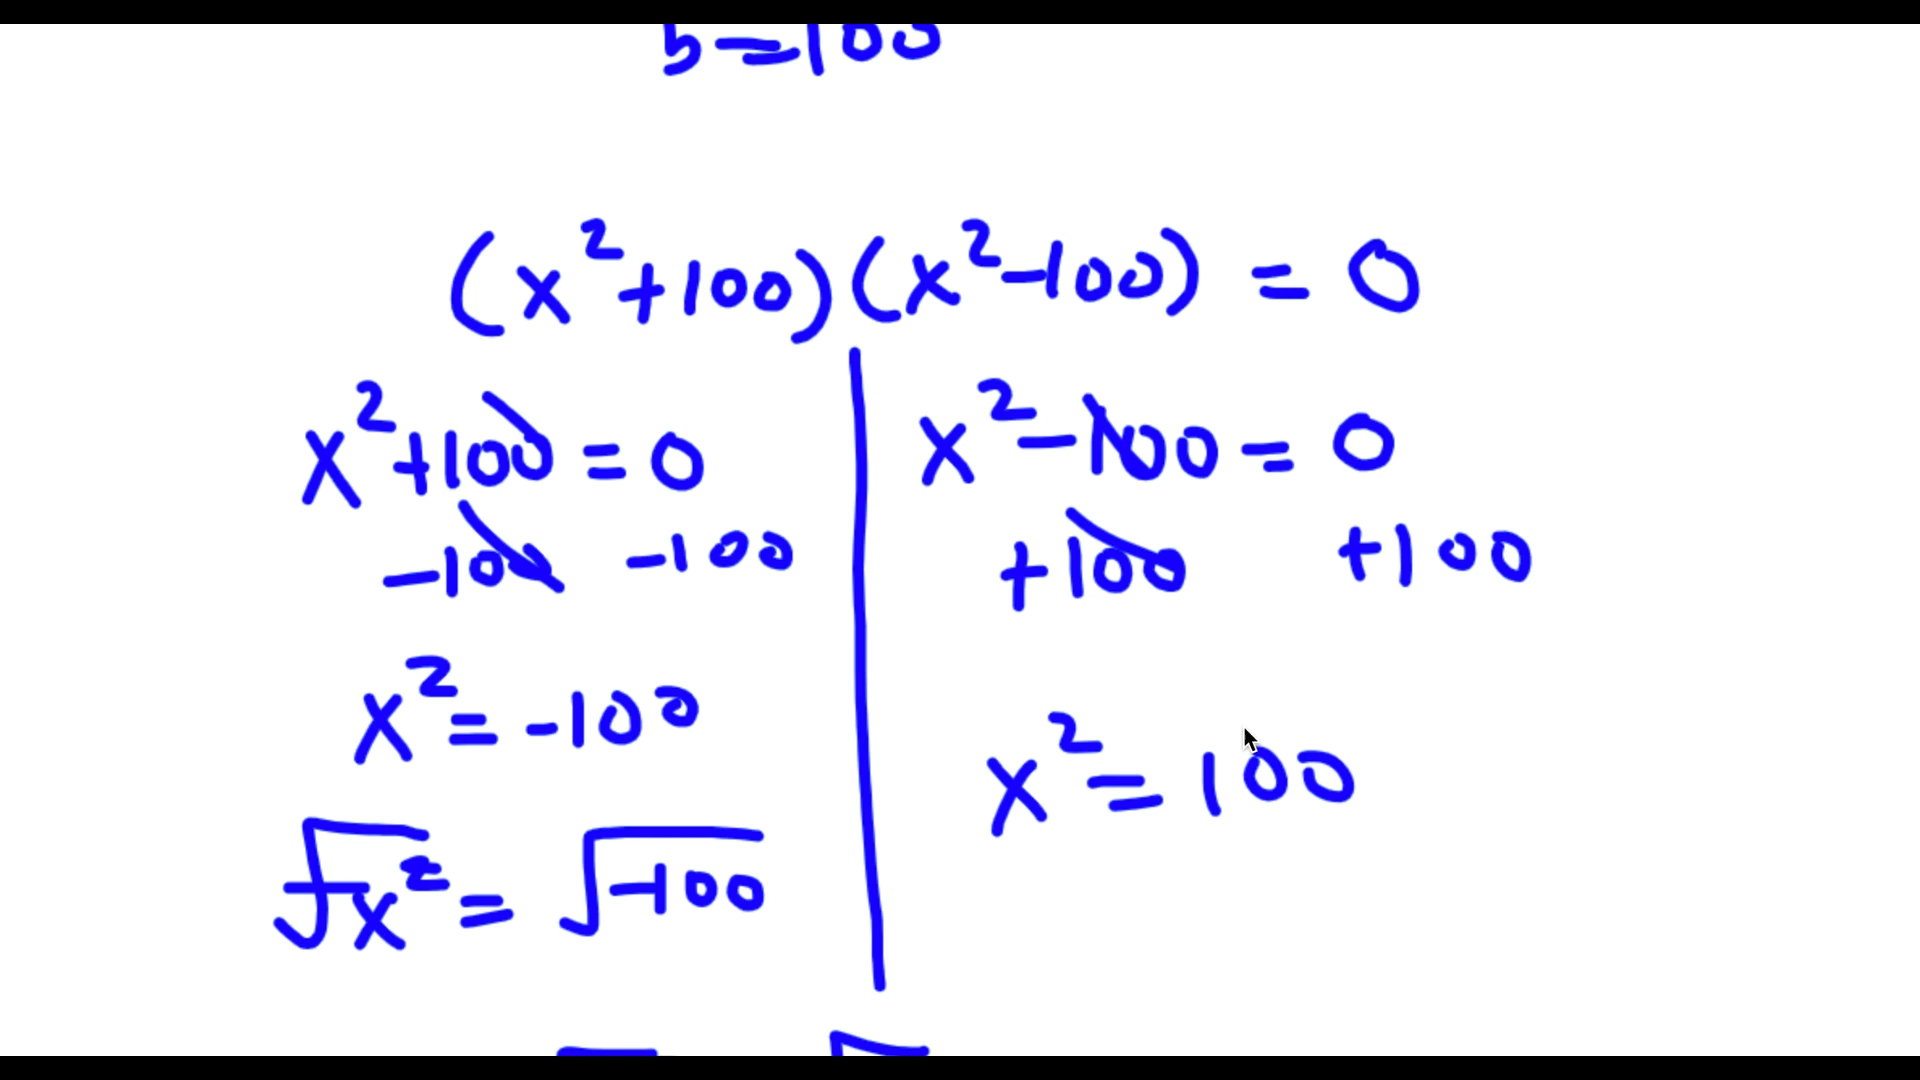 b=100
(x²+100)(x²-100) = 0
x²+100 = 0
-100 -100
x² = -100
√x² = √-100
x²-100 = 0
+100 +100
x² = 100